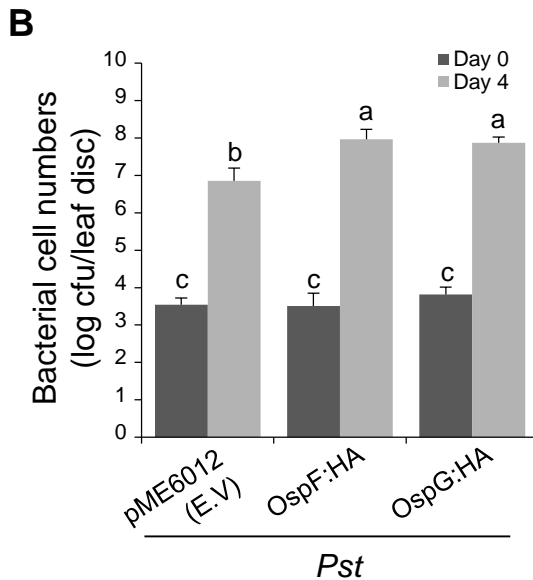 B
Day 0
Day 4
Bacterial cell numbers
(log cfu/leaf disc)
10
9
8
7
6
5
4
3
2
1
0
c
b
c
a
c
a
pME6012
(E.V)
OspF:HA
OspG:HA
Pst